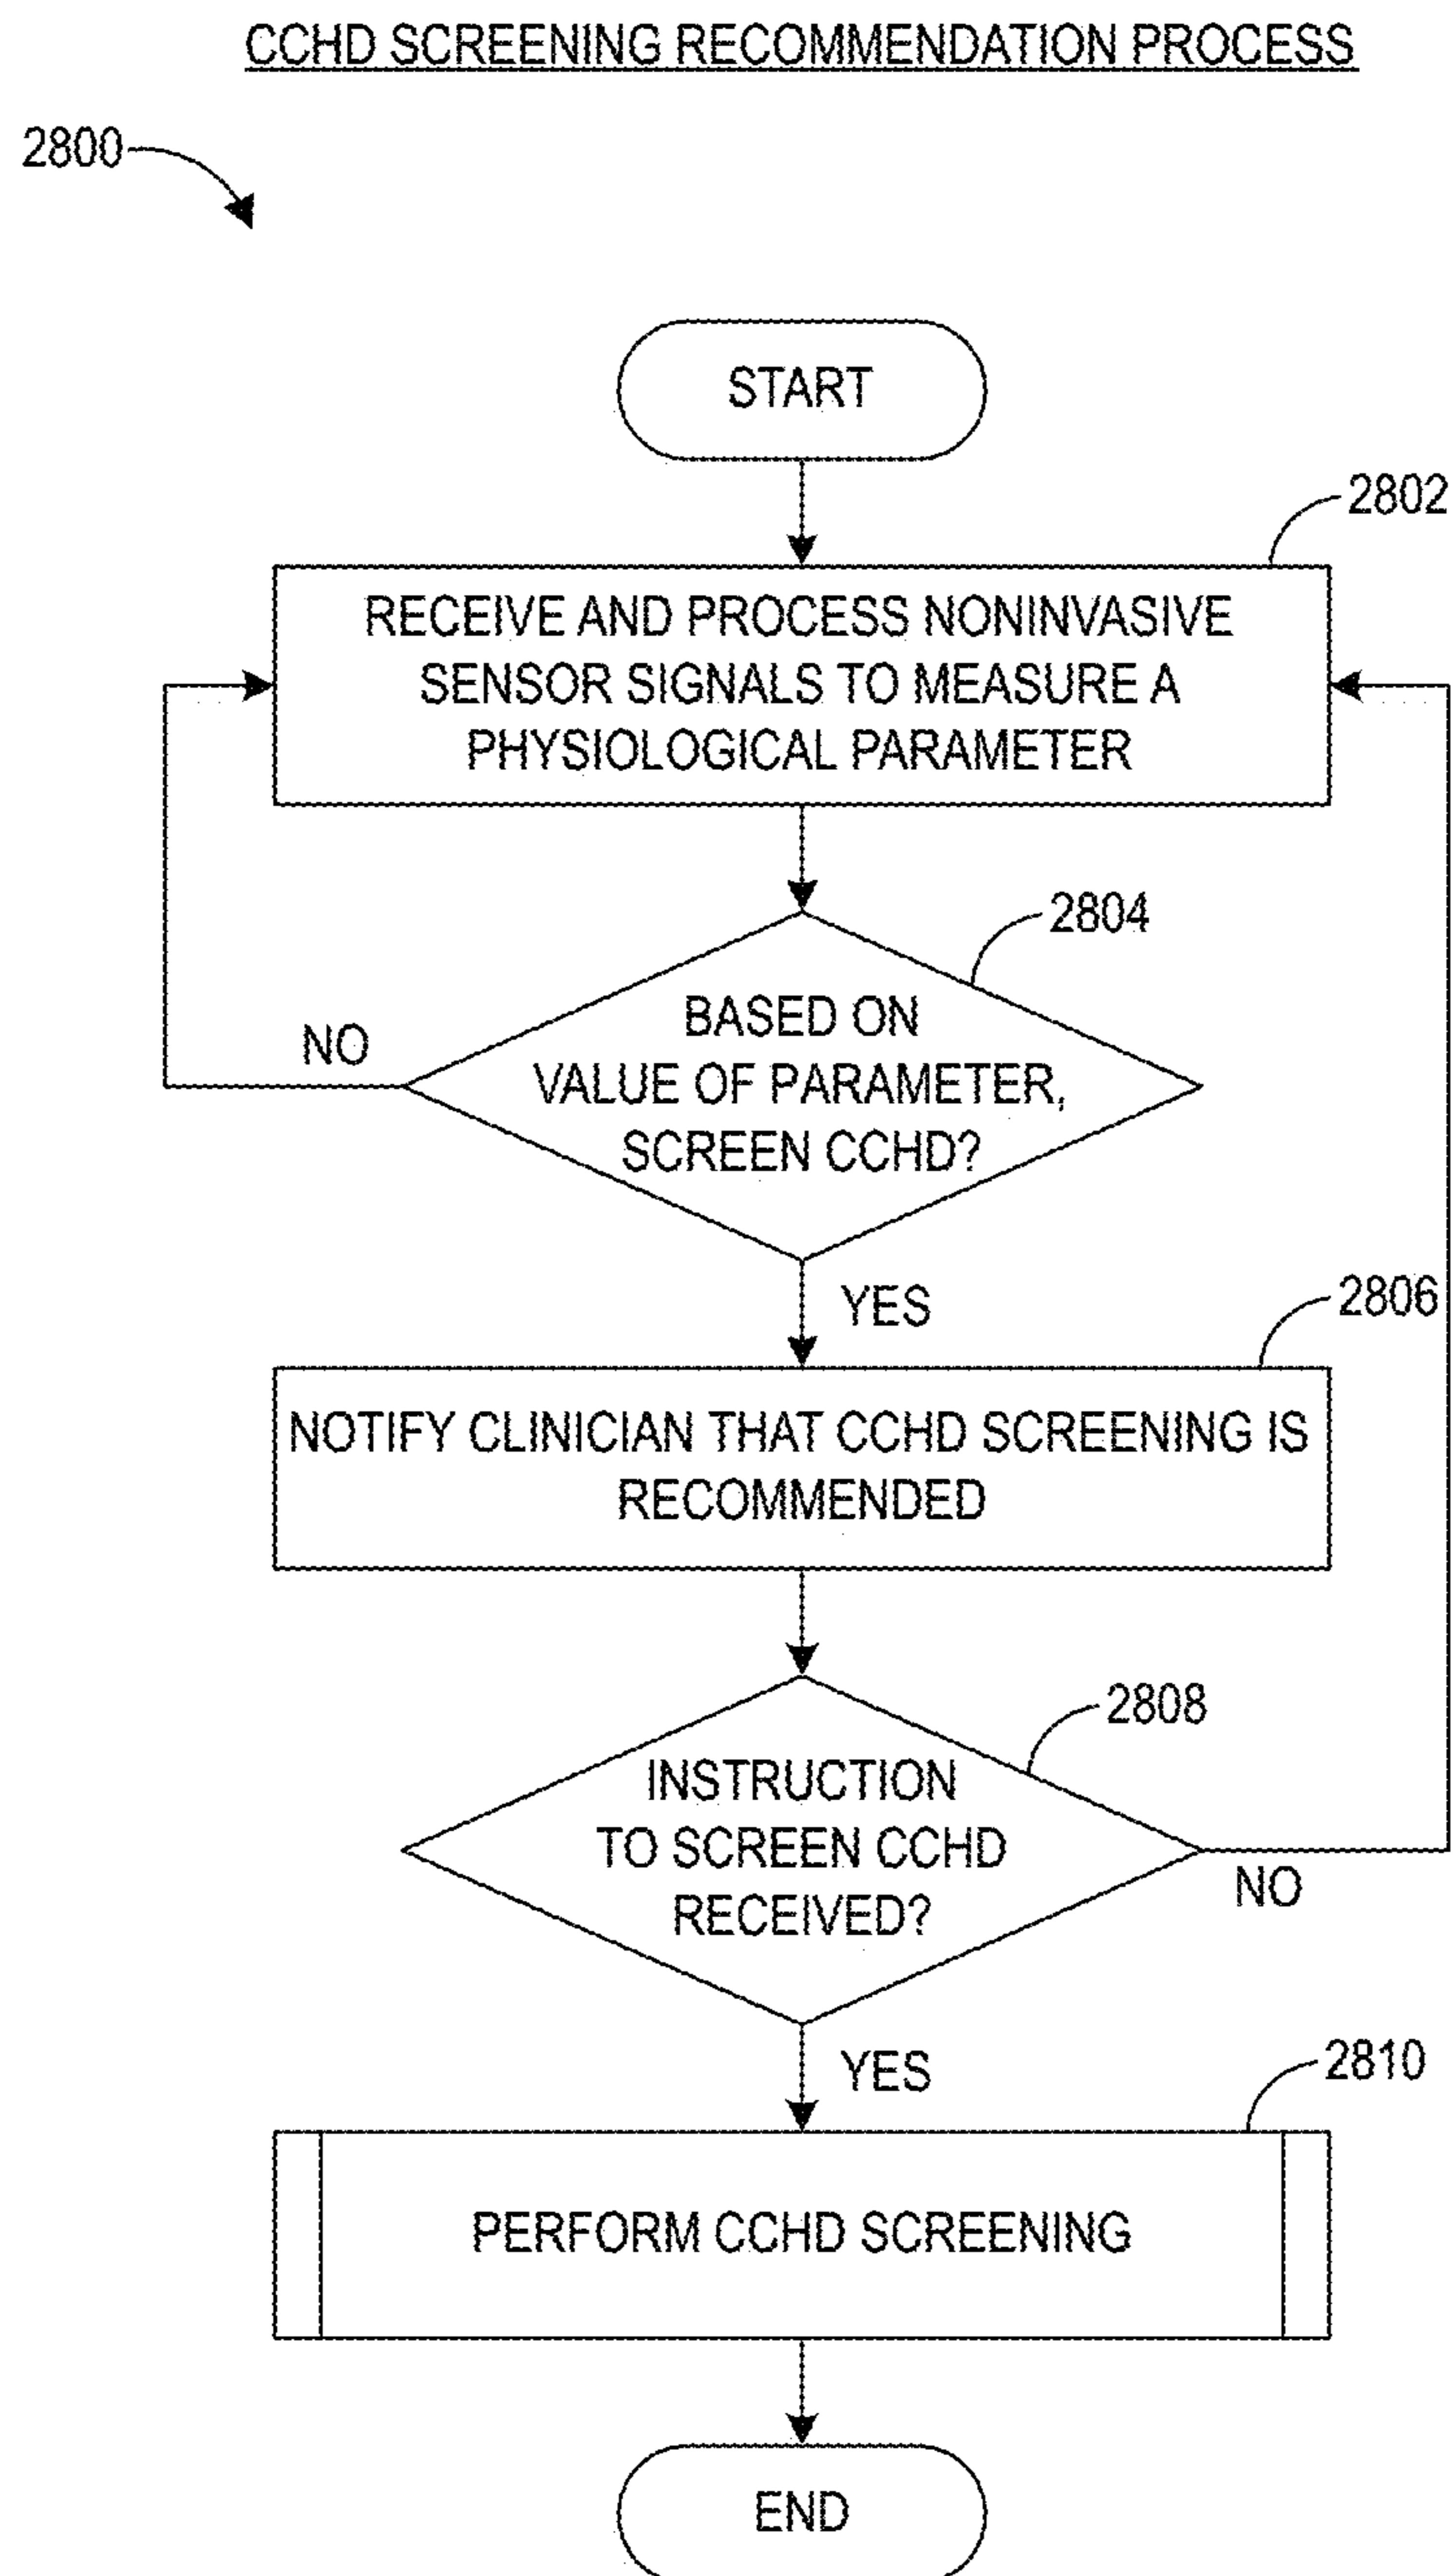 CCHD SCREENING RECOMMENDATION PROCESS
2800
START
2802
RECEIVE AND PROCESS NONINVASIVE
SENSOR SIGNALS TO MEASURE A
PHYSIOLOGICAL PARAMETER
2804
BASED ON
VALUE OF PARAMETER,
SCREEN CCHD?
NO
YES
2806
NOTIFY CLINICIAN THAT CCHD SCREENING IS
RECOMMENDED
2808
INSTRUCTION
TO SCREEN CCHD
RECEIVED?
NO
YES
2810
PERFORM CCHD SCREENING
END